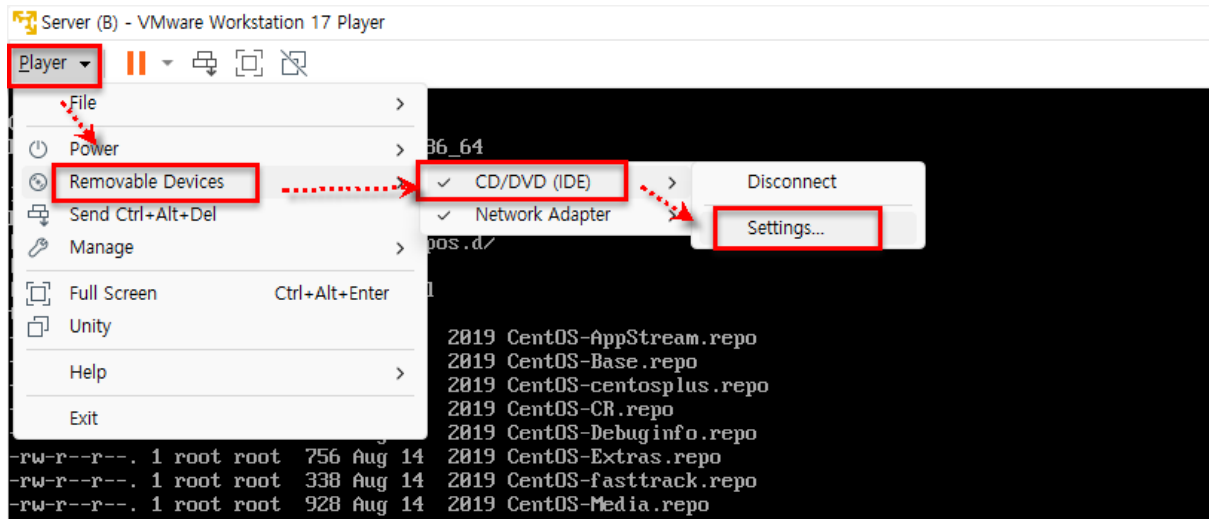 Server (B) - VMware Workstation 17 Player
Player
File
Power
86_64
Removable Devices
CD/DVD (IDE)
Disconnect
Send Ctrl+Alt+Del
Network Adapter
Settings...
Manage
pos.d/
Full Screen Ctrl+Alt+Enter
Unity
2019 CentOS-AppStream.repo
2019 CentOS-Base.repo
Help
2019 CentOS-centosplus.repo
2019 CentOS-CR.repo
Exit
2019 CentOS-Debuginfo.repo
-rw-r--r--. 1 root root 756 Aug 14 2019 CentOS-Extras.repo
-rw-r--r--. 1 root root 338 Aug 14 2019 CentOS-fasttrack.repo
-rw-r--r--. 1 root root 928 Aug 14 2019 CentOS-Media.repo